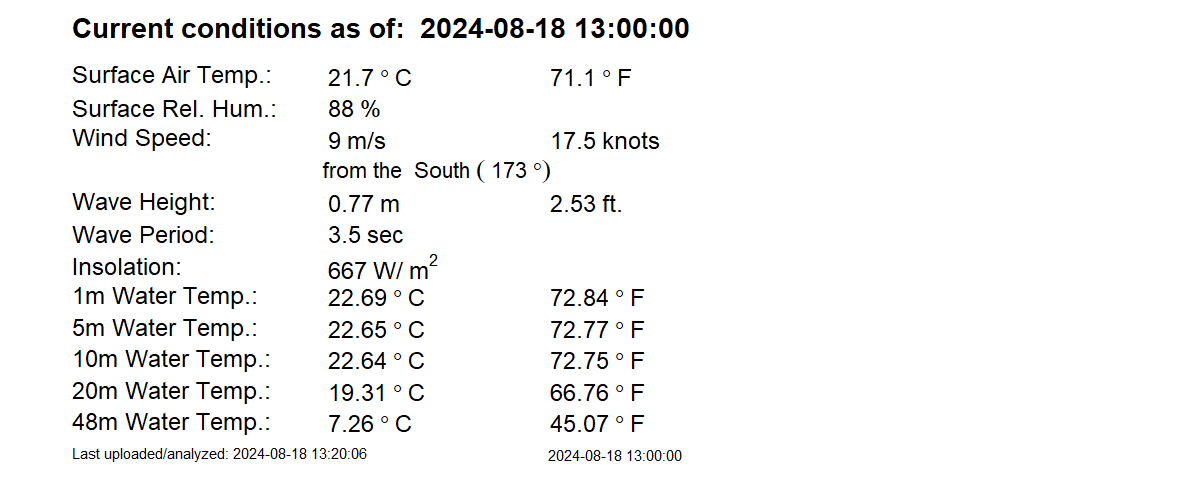 Current conditions as of: 2024-08-18 13:00:00
Surface Air Temp.: 21.7 ° C 71.1 ° F
Surface Rel. Hum.: 88 %
Wind Speed: 9 m/s 17.5 knots
from the South ( 173 °)
Wave Height: 0.77 m 2.53 ft.
Wave Period: 3.5 sec
Insolation: 667 W/ m²
1m Water Temp.: 22.69 ° C 72.84 ° F
5m Water Temp.: 22.65 ° C 72.77 ° F
10m Water Temp.: 22.64 ° C 72.75 ° F
20m Water Temp.: 19.31 ° C 66.76 ° F
48m Water Temp.: 7.26 ° C 45.07 ° F
Last uploaded/analyzed: 2024-08-18 13:20:06 2024-08-18 13:00:00